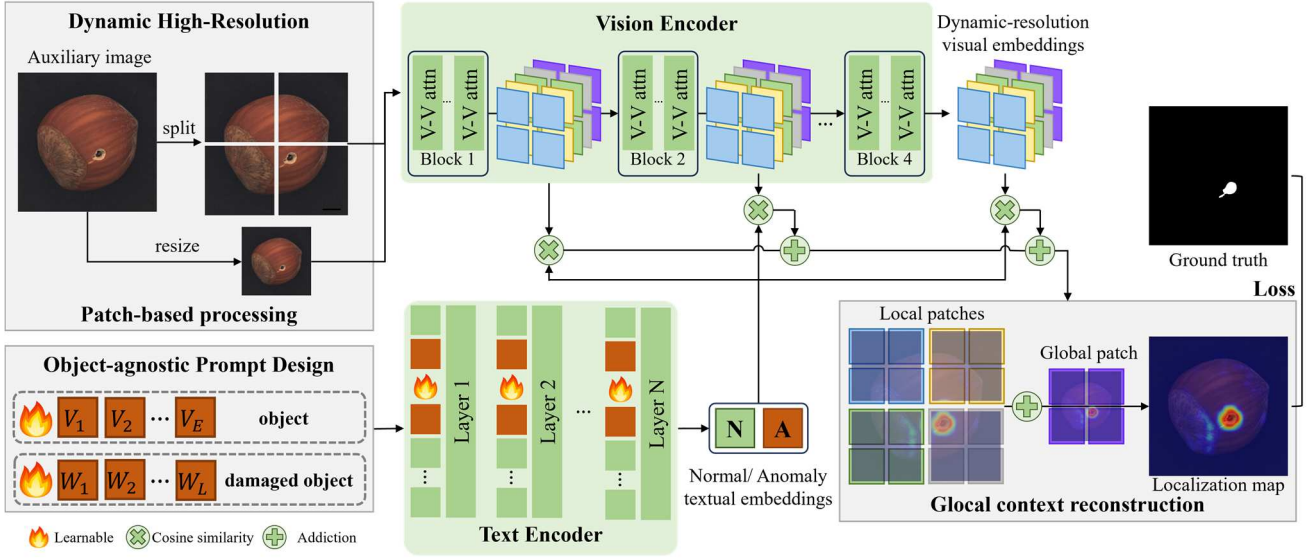 Dynamic High-Resolution
Auxiliary image
split
resize
Patch-based processing
Vision Encoder
V-V attn
...
V-V attn
Block 1
V-V attn
...
V-V attn
Block 2
...
V-V attn
...
V-V attn
Block 4
Dynamic-resolution
visual embeddings
Ground truth
Loss
Object-agnostic Prompt Design
V₁ V₂ ... V_E object
W₁ W₂ ... W_L damaged object
Layer 1
Layer 2
...
Layer N
Text Encoder
N A
Normal/ Anomaly
textual embeddings
Local patches
Global patch
Localization map
Glocal context reconstruction
Learnable Cosine similarity Addiction